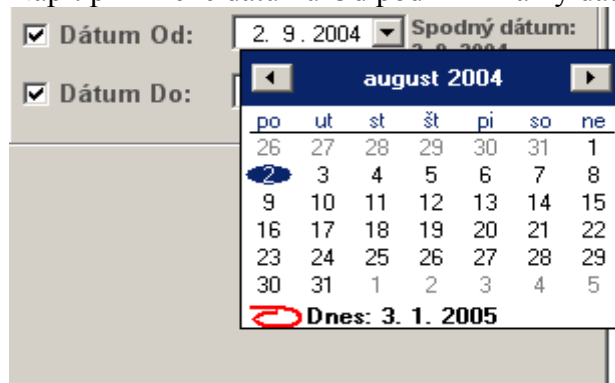 Dátum Od:
2. 9. 2004
Spodný dátum:
Dátum Do:
august 2004
po ut st št pi so ne
26 27 28 29 30 31 1
2 3 4 5 6 7 8
9 10 11 12 13 14 15
16 17 18 19 20 21 22
23 24 25 26 27 28 29
30 31 1 2 3 4 5
Dnes: 3. 1. 2005